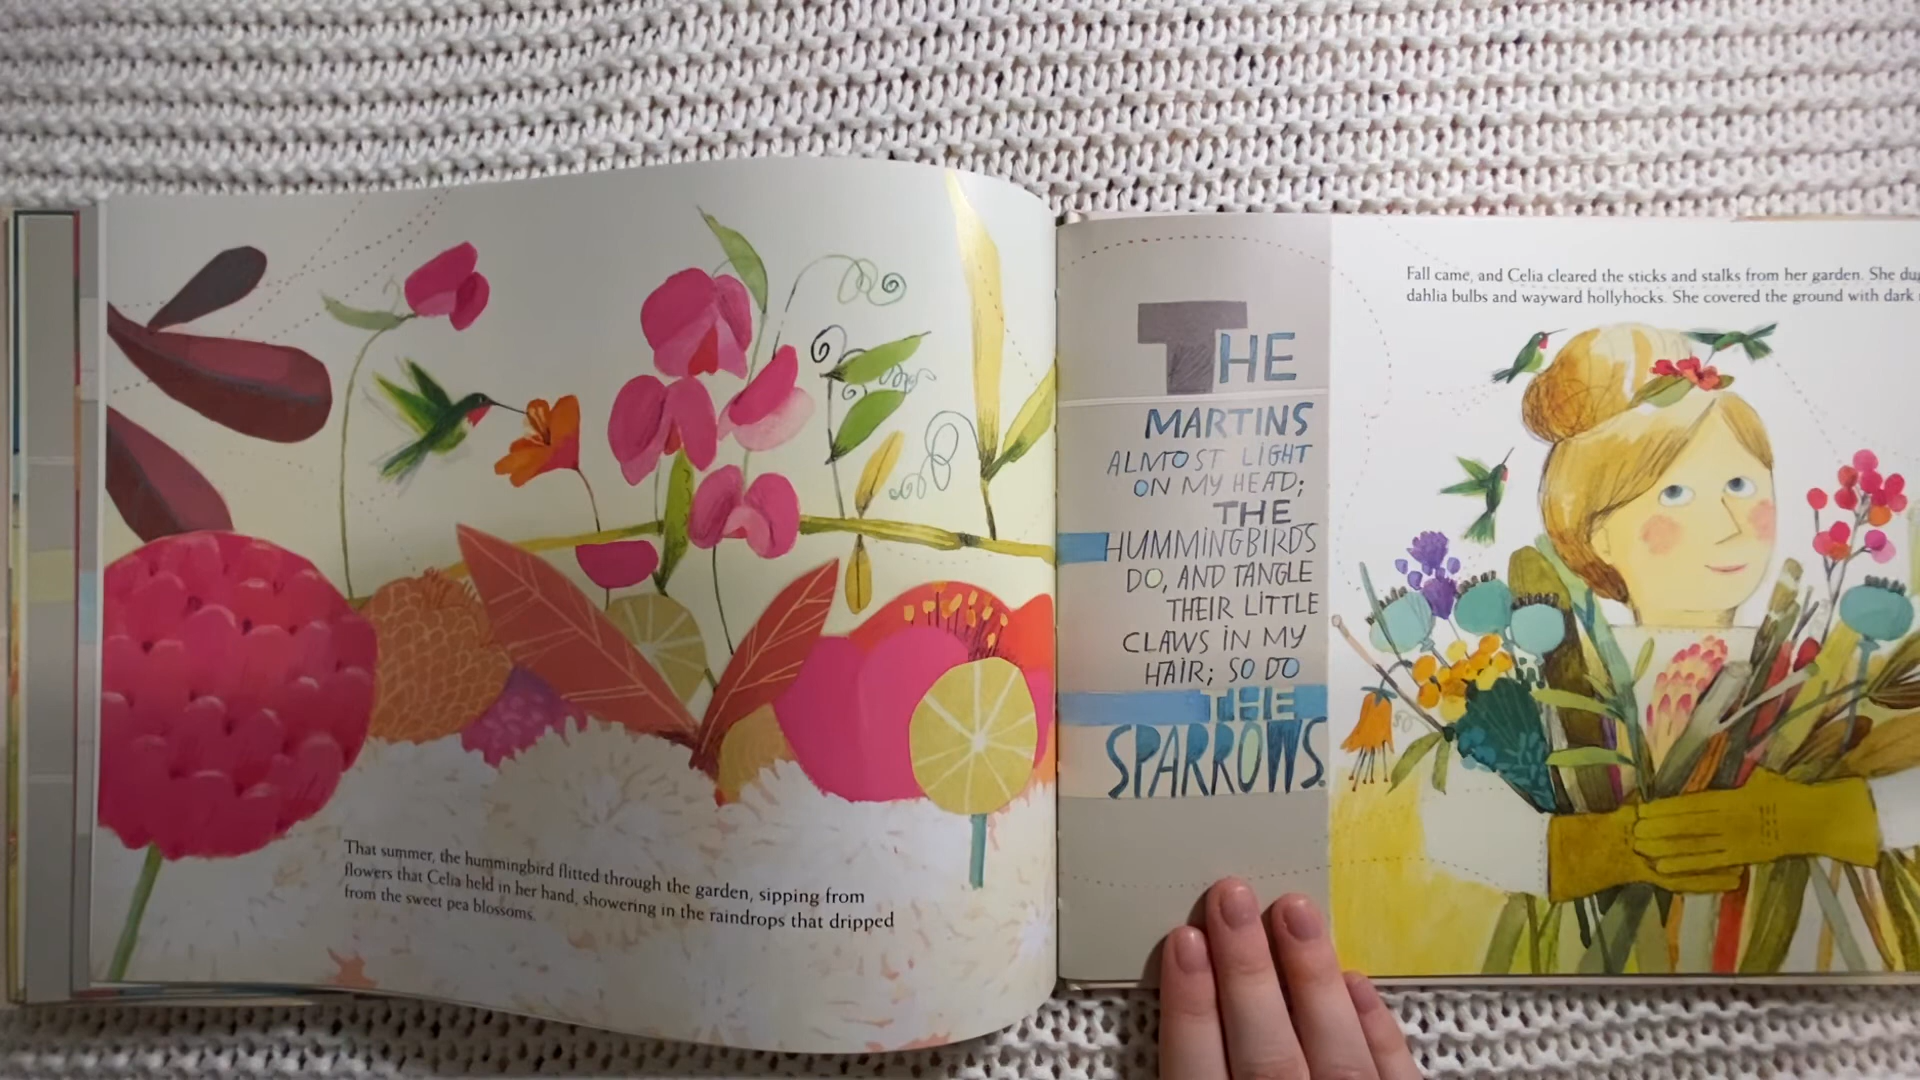 That summer, the hummingbird flitted through the garden, sipping from
flowers that Celia held in her hand, showering in the raindrops that dripped
from the sweet pea blossoms.
THE
MARTINS
ALMOST LIGHT
ON MY HEAD;
THE
HUMMINGBIRDS
DO, AND TANGLE
THEIR LITTLE
CLAWS IN MY
HAIR; SO DO
THE
SPARROWS.
Fall came, and Celia cleared the sticks and stalks from her garden. She
dahlia bulbs and wayward hollyhocks. She covered the ground with dark